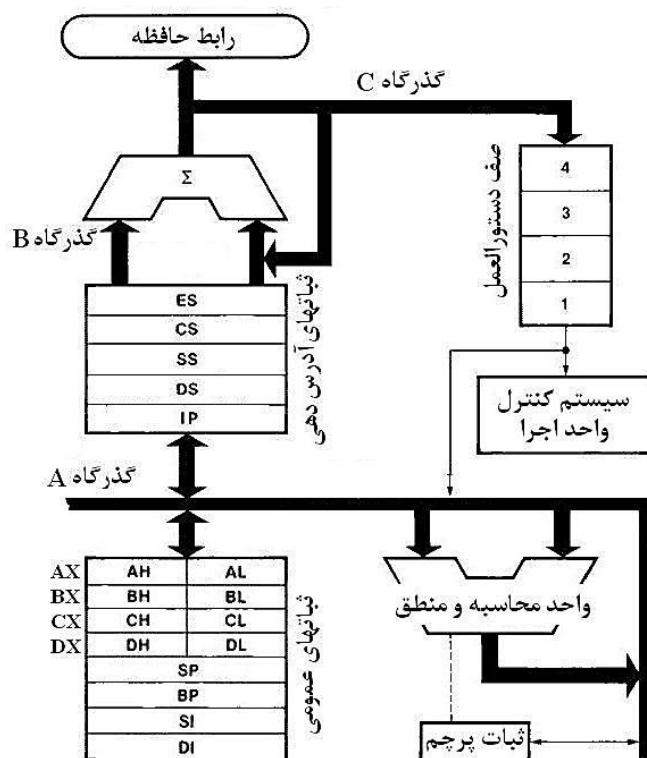 رابط حافظه
گذرگاه C
Σ
گذرگاه B
صف دستورالعمل
4
3
2
1
ثباتهای آدرس دهی
ES
CS
SS
DS
IP
سیستم کنترل
واحد اجرا
گذرگاه A
AX AH AL
BX BH BL
CX CH CL
DX DH DL
SP
BP
SI
DI
ثباتهای عمومی
واحد محاسبه و منطق
ثبات پرچم